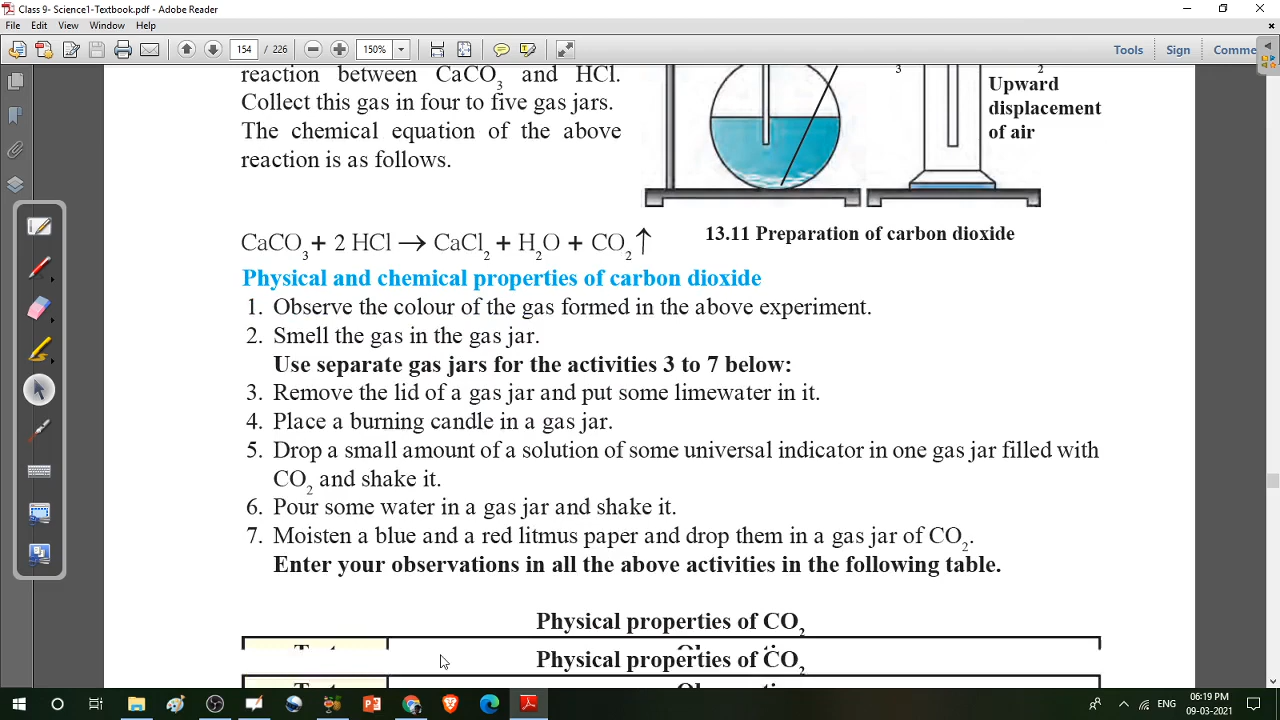 Class 9- Science1-Textbook.pdf - Adobe Reader
File Edit View Window Help
154 / 226 150% Tools Sign Comme
reaction between CaCO3 and HCl.
Collect this gas in four to five gas jars.
The chemical equation of the above
reaction is as follows.
3 2
Upward
displacement
of air
13.11 Preparation of carbon dioxide
CaCO3 + 2 HCl → CaCl2 + H2O + CO2 ↑
Physical and chemical properties of carbon dioxide
1. Observe the colour of the gas formed in the above experiment.
2. Smell the gas in the gas jar.
Use separate gas jars for the activities 3 to 7 below:
3. Remove the lid of a gas jar and put some limewater in it.
4. Place a burning candle in a gas jar.
5. Drop a small amount of a solution of some universal indicator in one gas jar filled with
CO2 and shake it.
6. Pour some water in a gas jar and shake it.
7. Moisten a blue and a red litmus paper and drop them in a gas jar of CO2.
Enter your observations in all the above activities in the following table.
Physical properties of CO2
Physical properties of CO2
ENG
06:19 PM
09-03-2021